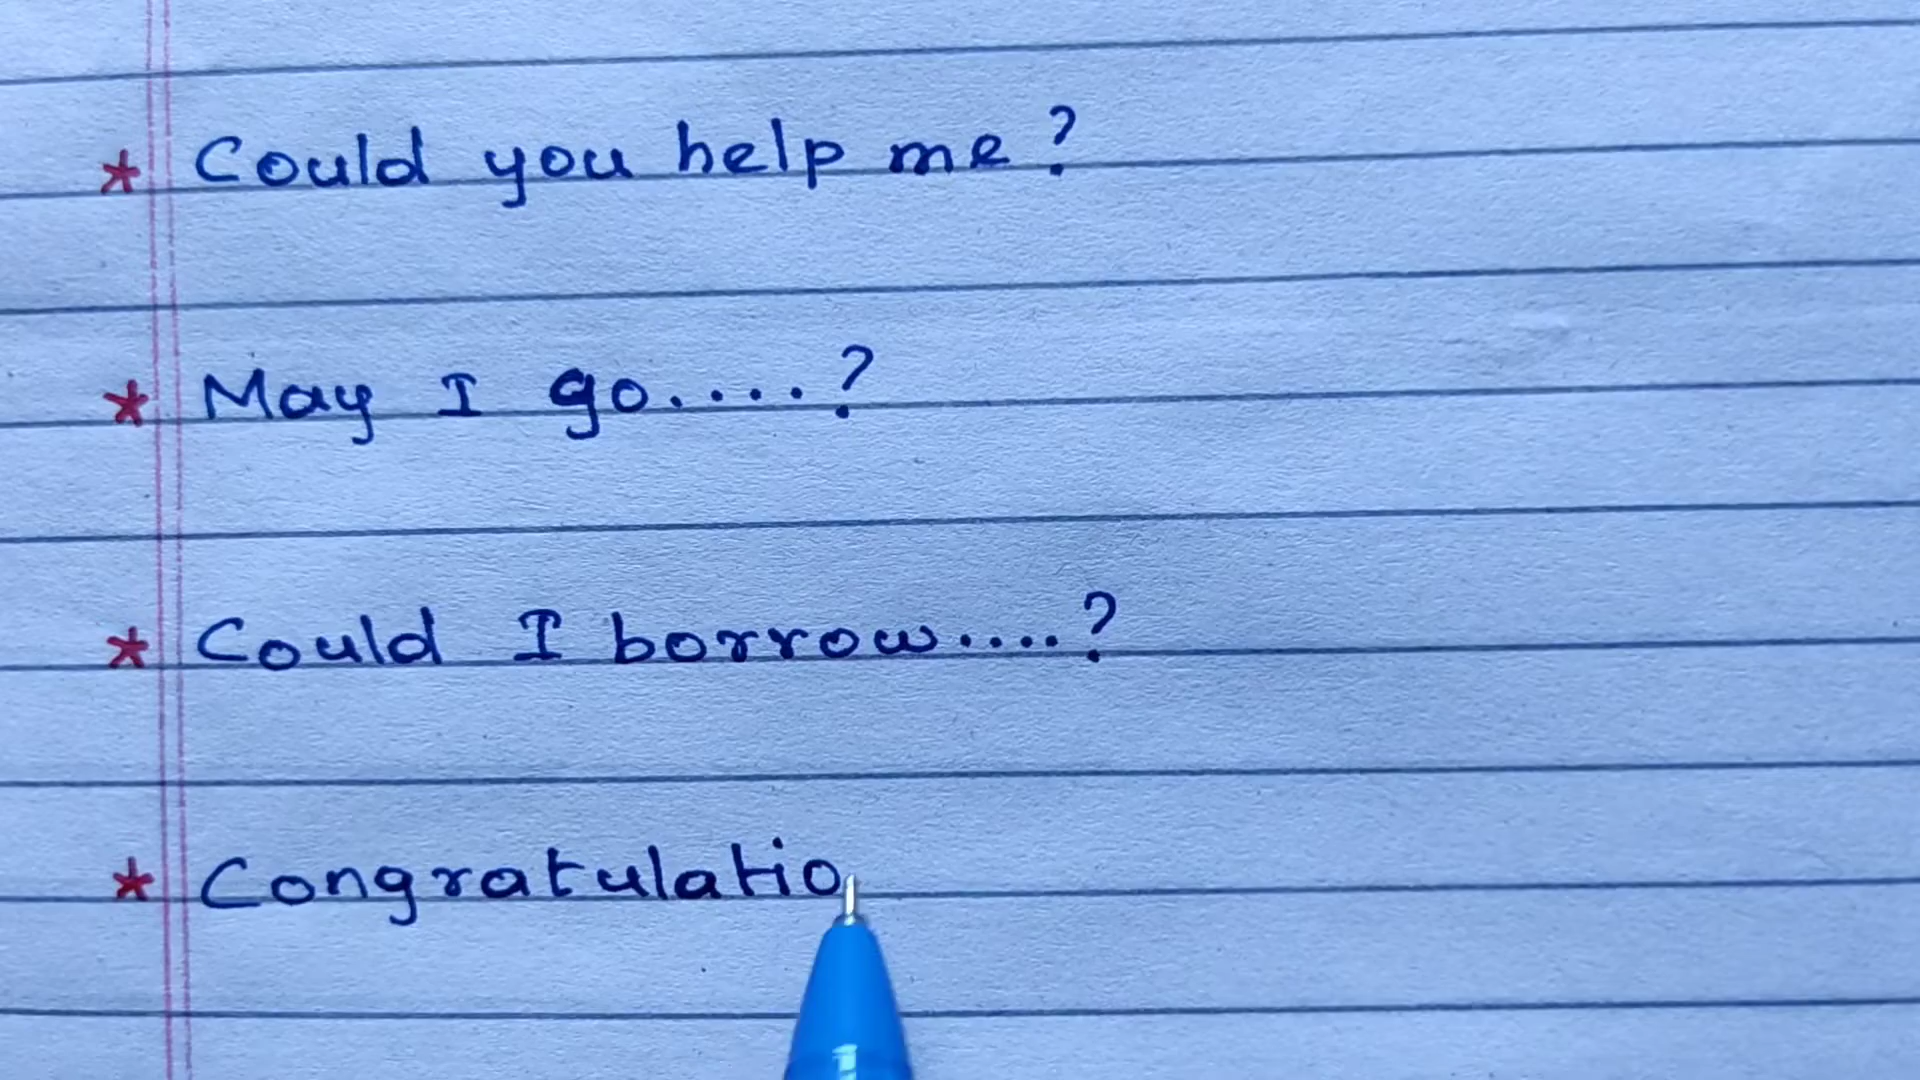 * Could you help me?
* May I go.....?
* Could I borrow....?
* Congratulatio